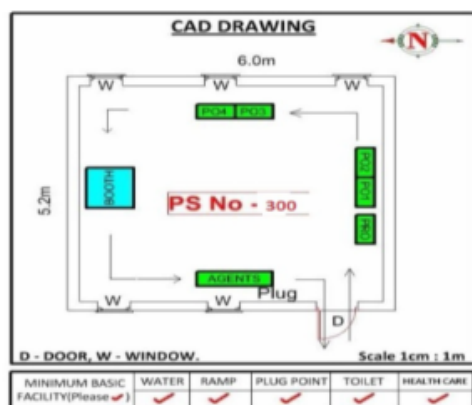 CAD DRAWING
N
6.0m
W W W
PO4 PO3
5.2m
BOOTH
PO2 PO1
PS No - 300
PRO
AGENTS
Plug
W W
D
D - DOOR, W - WINDOW. Scale 1cm : 1m
MINIMUM BASIC FACILITY(Please ✓) WATER RAMP PLUG POINT TOILET HEALTH CARE
✓ ✓ ✓ ✓ ✓